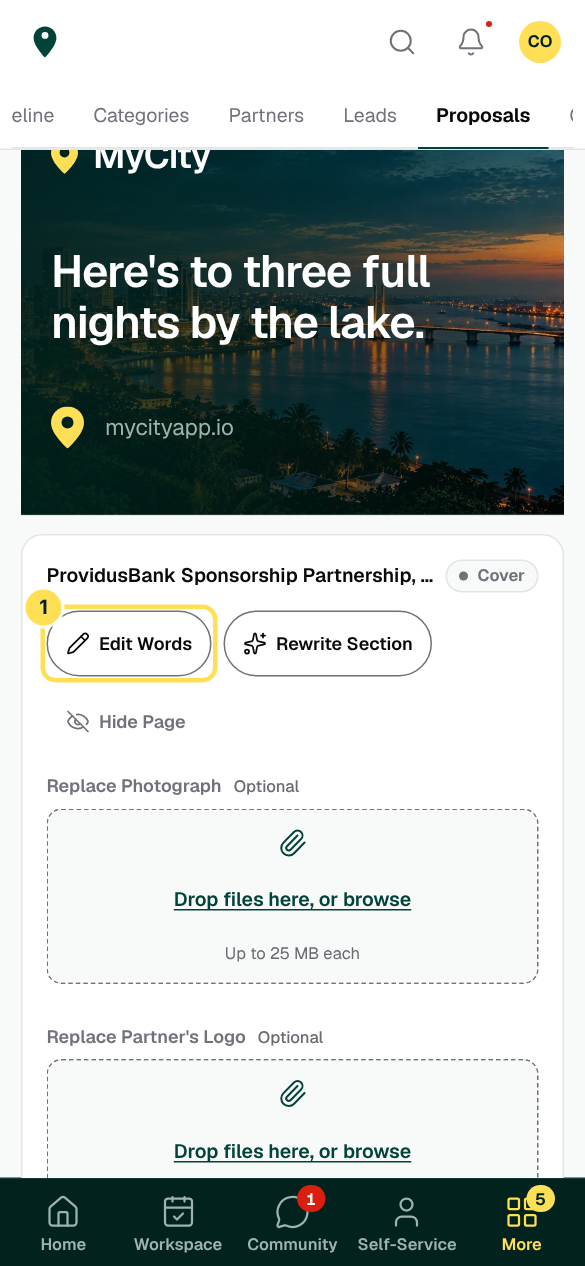 CO
eline Categories Partners Leads Proposals
MyCity
Here's to three full
nights by the lake.
mycityapp.io
ProvidusBank Sponsorship Partnership, ...
Cover
1
Edit Words
Rewrite Section
Hide Page
Replace Photograph Optional
Drop files here, or browse
Up to 25 MB each
Replace Partner's Logo Optional
Drop files here, or browse
1
5
Home Workspace Community Self-Service More